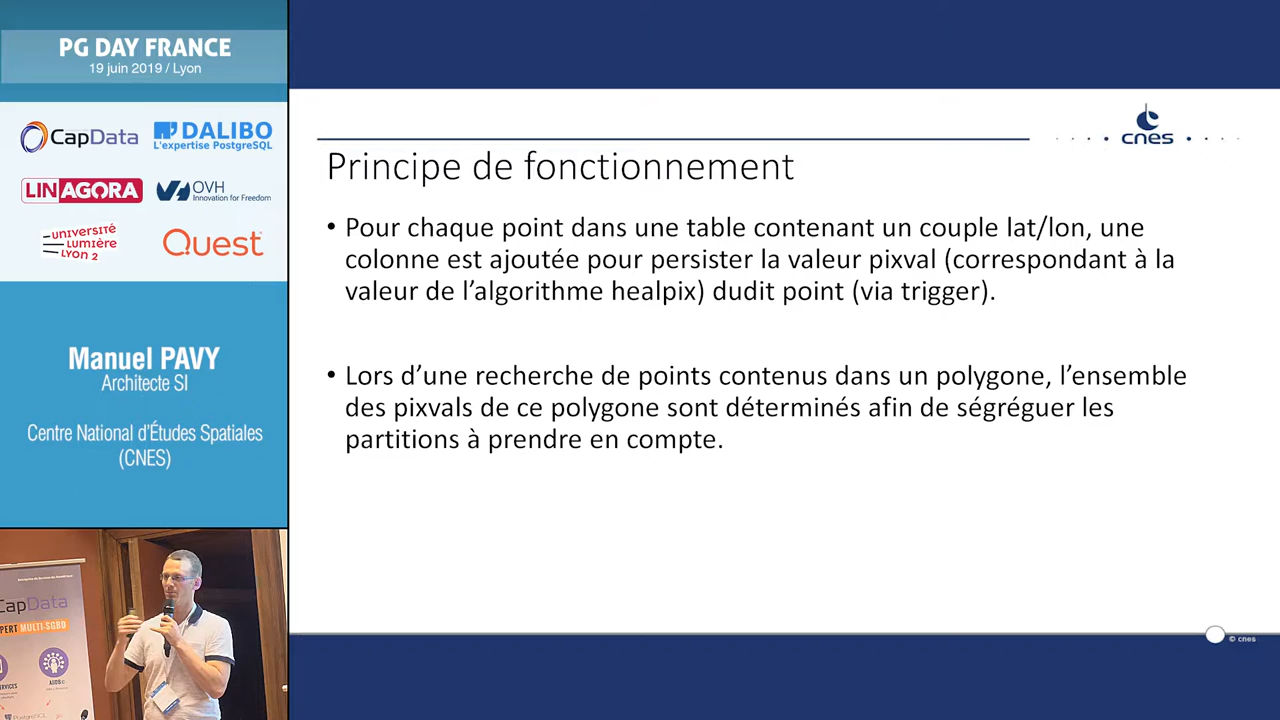 PG DAY FRANCE
19 juin 2019 / Lyon
CapData
DALIBO
L'expertise PostgreSQL
LINAGORA
OVH
Innovation for Freedom
UNIVERSITÉ
LUMIÈRE
LYON 2
Quest
Manuel PAVY
Architecte SI
Centre National d'Études Spatiales
(CNES)
cnes
Principe de fonctionnement
• Pour chaque point dans une table contenant un couple lat/lon, une
colonne est ajoutée pour persister la valeur pixval (correspondant à la
valeur de l'algorithme healpix) dudit point (via trigger).
• Lors d'une recherche de points contenus dans un polygone, l'ensemble
des pixvals de ce polygone sont déterminés afin de ségréguer les
partitions à prendre en compte.
© cnes
CapData
PERT MULTI-SGBD